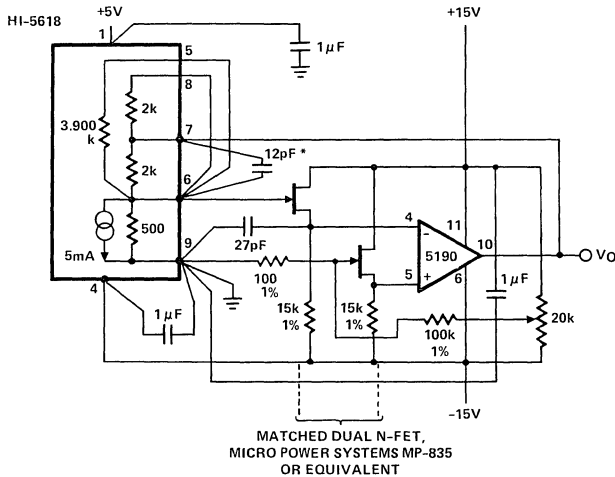 HI-5618
+5V
+15V
1
1μF
5
8
2k
3.900
k
7
12pF *
2k
6
500
4
11
5190
10
VO
5mA
9
27pF
5
6
1μF
4
100
1%
1μF
15k
1%
15k
1%
100k
1%
20k
-15V
MATCHED DUAL N-FET,
MICRO POWER SYSTEMS MP-835
OR EQUIVALENT